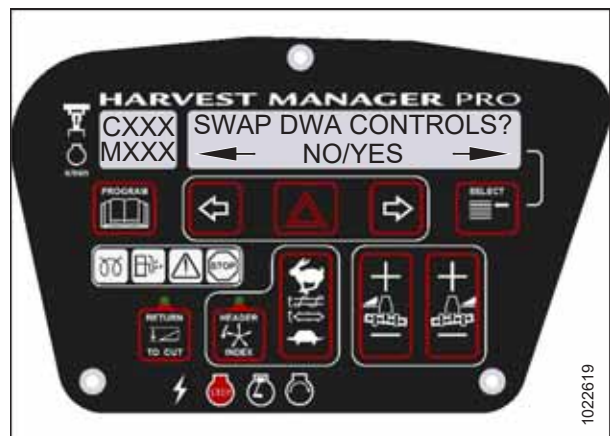 HARVEST MANAGER PRO
CXXX
MXXX
SWAP DWA CONTROLS?
NO/YES
PROGRAM
SELECT
STOP
RETURN
TO CUT
HEADER
INDEX
STOP
1022619